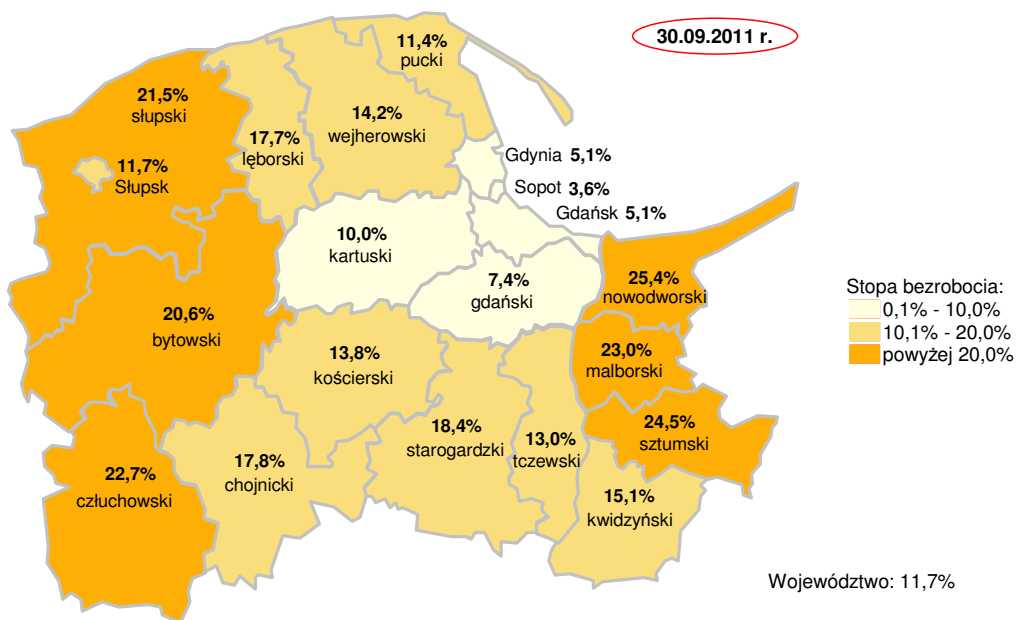 30.09.2011 r.
11,4%
pucki
21,5%
słupski
14,2%
wejherowski
17,7%
lęborski
11,7%
Słupsk
Gdynia 5,1%
Sopot 3,6%
Gdańsk 5,1%
10,0%
kartuski
7,4%
gdański
25,4%
nowodworski
20,6%
bytowski
13,8%
kościerski
23,0%
malborski
18,4%
starogardzki
13,0%
tczewski
24,5%
sztumski
22,7%
człuchowski
17,8%
chojnicki
15,1%
kwidzyński
Stopa bezrobocia:
0,1% - 10,0%
10,1% - 20,0%
powyżej 20,0%
Województwo: 11,7%